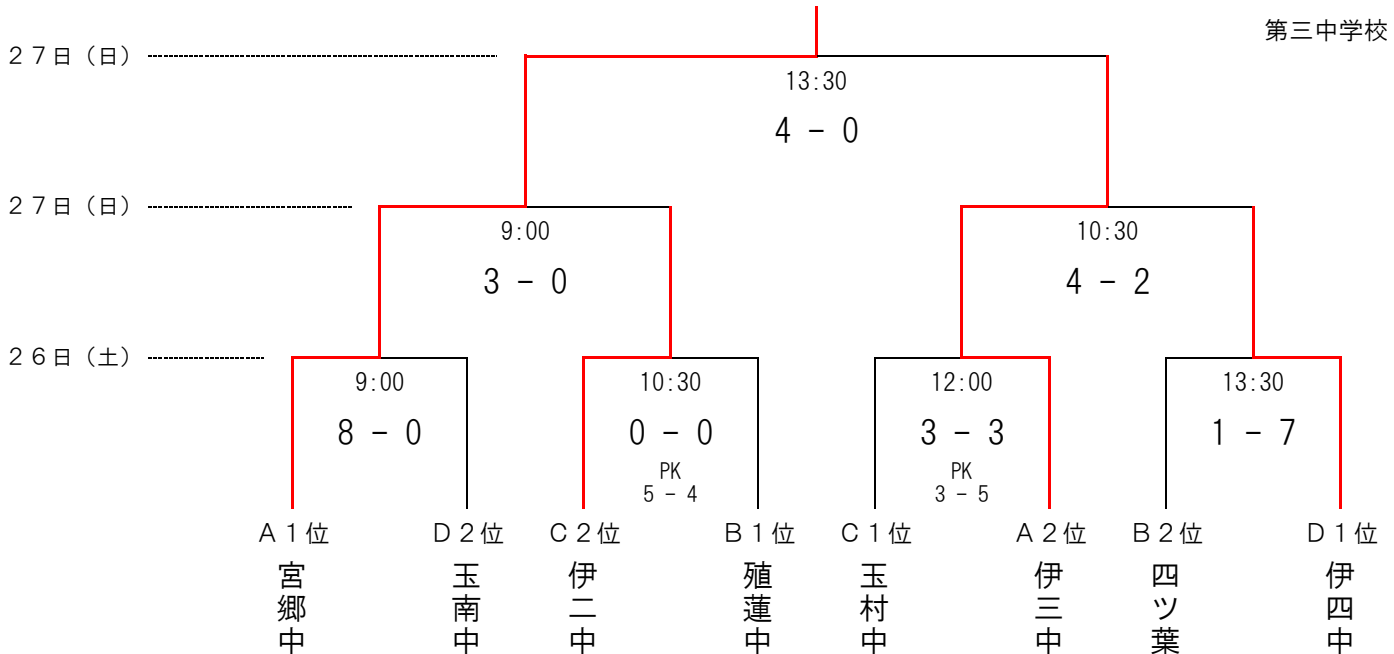 第三中学校
２７日（日）
13:30
4 － 0
２７日（日）
9:00
10:30
3 － 0
4 － 2
２６日（土）
9:00
10:30
12:00
13:30
8 － 0
0 － 0
3 － 3
1 － 7
PK
PK
5 － 4
3 － 5
Ａ１位
Ｄ２位
Ｃ２位
Ｂ１位
Ｃ１位
Ａ２位
Ｂ２位
Ｄ１位
宮郷中
玉南中
伊二中
殖蓮中
玉村中
伊三中
四ツ葉
伊四中